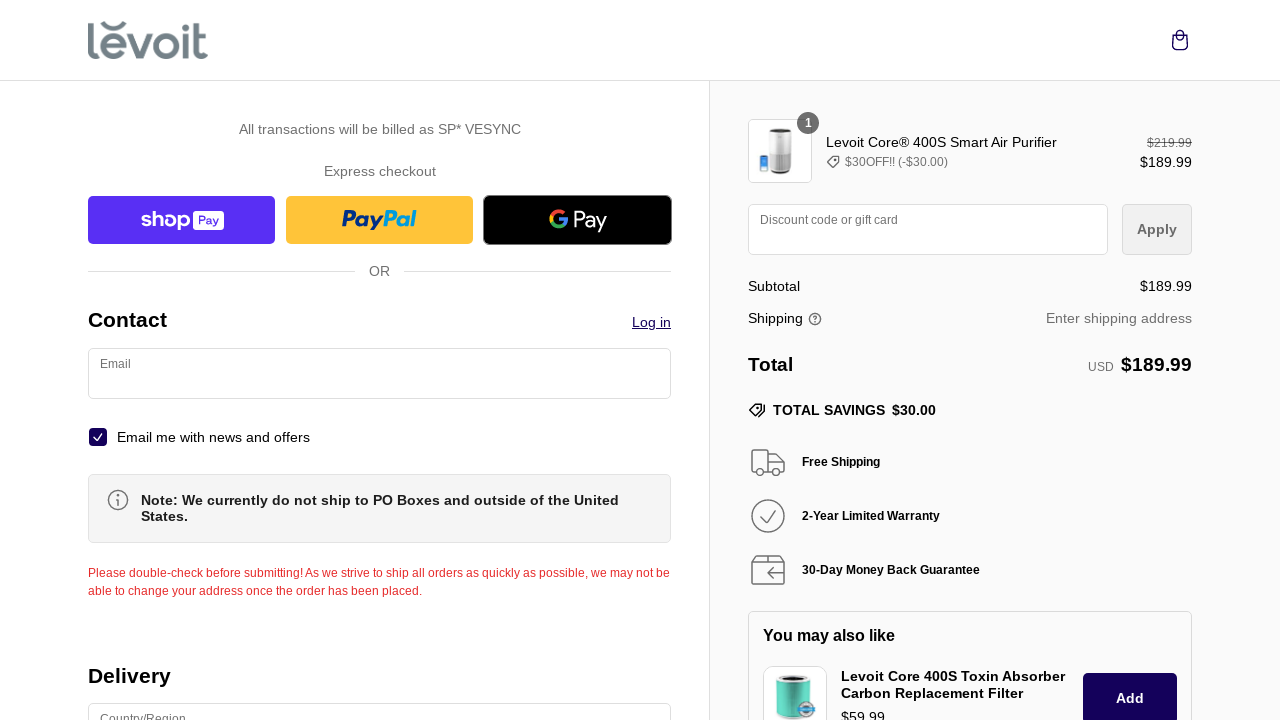 lĕvoit
All transactions will be billed as SP* VESYNC
Express checkout
shop Pay
PayPal
G Pay
OR
Contact
Log in
Email
Email me with news and offers
Note: We currently do not ship to PO Boxes and outside of the United
States.
Please double-check before submitting! As we strive to ship all orders as quickly as possible, we may not be
able to change your address once the order has been placed.
Delivery
Country/Region
1
Levoit Core® 400S Smart Air Purifier
$219.99
$30OFF!! (-$30.00)
$189.99
Discount code or gift card
Apply
Subtotal
$189.99
Shipping
Enter shipping address
Total
USD $189.99
TOTAL SAVINGS $30.00
Free Shipping
2-Year Limited Warranty
30-Day Money Back Guarantee
You may also like
Levoit Core 400S Toxin Absorber
Carbon Replacement Filter
$59.99
Add